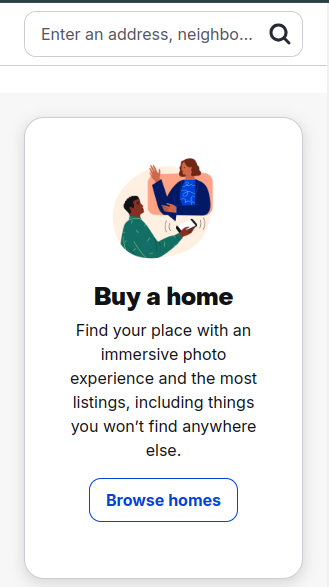 Enter an address, neighbo...
Buy a home
Find your place with an
immersive photo
experience and the most
listings, including things
you won’t find anywhere
else.
Browse homes